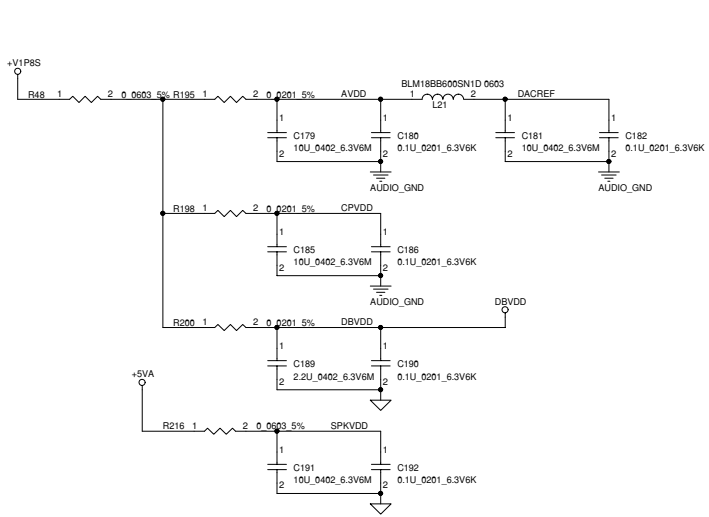 +V1P8S
R48 1 2 0_0603_5% R195 1 2 0_0201_5% AVDD 1 BLM18BB600SN1D 0603 2 DACREF
L21
1 1 1 1
C179 C180 C181 C182
10U_0402_6.3V6M 0.1U_0201_6.3V6K 10U_0402_6.3V6M 0.1U_0201_6.3V6K
2 2 2 2
AUDIO_GND AUDIO_GND
R198 1 2 0_0201_5% CPVDD
1 1
C185 C186
10U_0402_6.3V6M 0.1U_0201_6.3V6K
2 2
AUDIO_GND
DBVDD
R200 1 2 0_0201_5% DBVDD
1 1
C189 C190
2.2U_0402_6.3V6M 0.1U_0201_6.3V6K
2 2
+5VA
R216 1 2 0_0603_5% SPKVDD
1 1
C191 C192
10U_0402_6.3V6M 0.1U_0201_6.3V6K
2 2